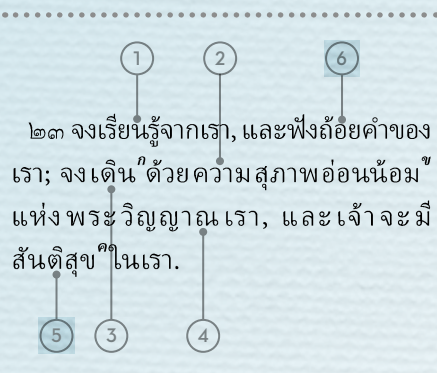 1 2 6
๒๓ จงเรียนรู้จากเรา, และฟังถ้อยคำของ
เรา; จงเดินกด้วยความสุภาพอ่อนน้อมข
แห่งพระวิญญาณเรา, และเจ้าจะมี
สันติสุขคในเรา.
5 3 4